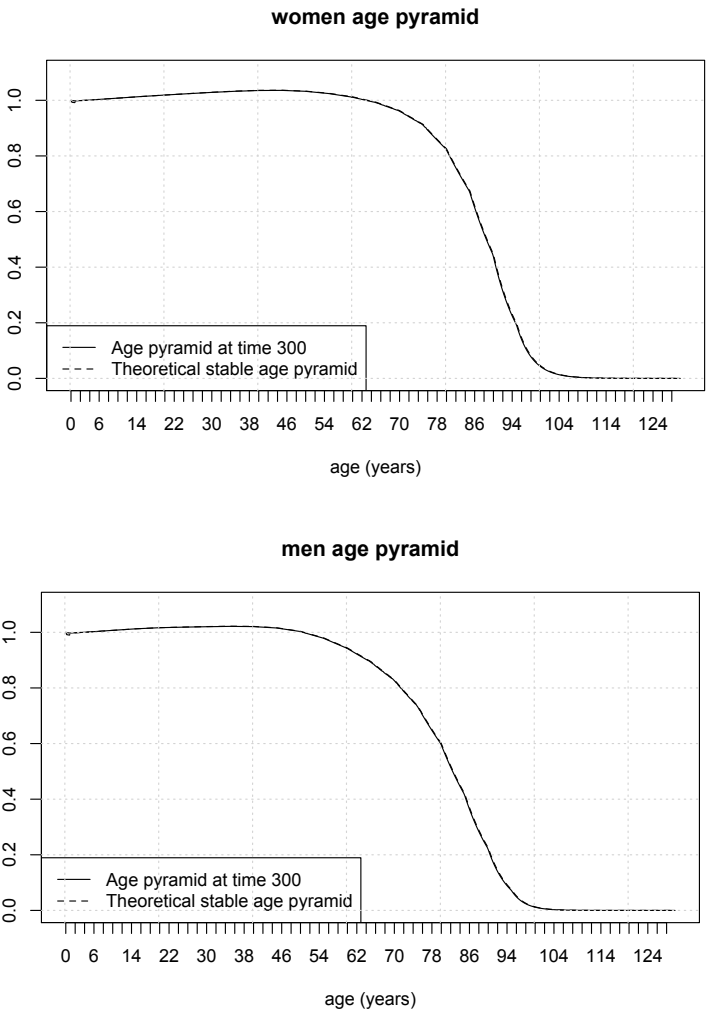 women age pyramid
1.0
0.8
0.6
0.4
0.2
0.0
Age pyramid at time 300
Theoretical stable age pyramid
0 6 14 22 30 38 46 54 62 70 78 86 94 104 114 124
age (years)
men age pyramid
1.0
0.8
0.6
0.4
0.2
0.0
Age pyramid at time 300
Theoretical stable age pyramid
0 6 14 22 30 38 46 54 62 70 78 86 94 104 114 124
age (years)